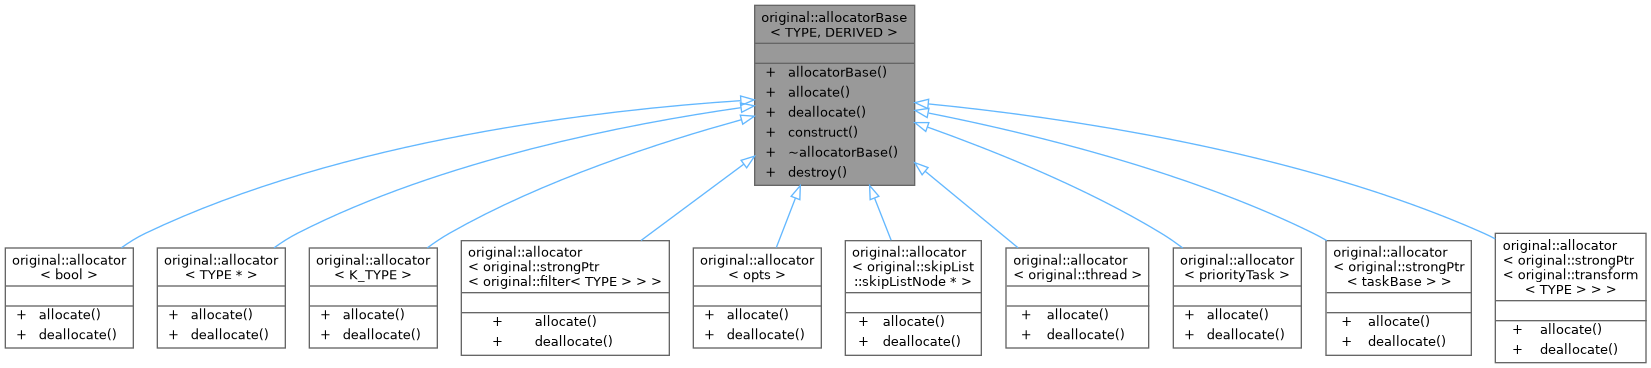 original::allocatorBase
< TYPE, DERIVED >
+ allocatorBase()
+ allocate()
+ deallocate()
+ construct()
+ ~allocatorBase()
+ destroy()
original::allocator
< bool >
+ allocate()
+ deallocate()
original::allocator
< TYPE * >
+ allocate()
+ deallocate()
original::allocator
< K_TYPE >
+ allocate()
+ deallocate()
original::allocator
< original::strongPtr
< original::filter< TYPE > > >
+ allocate()
+ deallocate()
original::allocator
< opts >
+ allocate()
+ deallocate()
original::allocator
< original::skipList
::skipListNode * >
+ allocate()
+ deallocate()
original::allocator
< original::thread >
+ allocate()
+ deallocate()
original::allocator
< priorityTask >
+ allocate()
+ deallocate()
original::allocator
< original::strongPtr
< taskBase > >
+ allocate()
+ deallocate()
original::allocator
< original::strongPtr
< original::transform
< TYPE > > >
+ allocate()
+ deallocate()